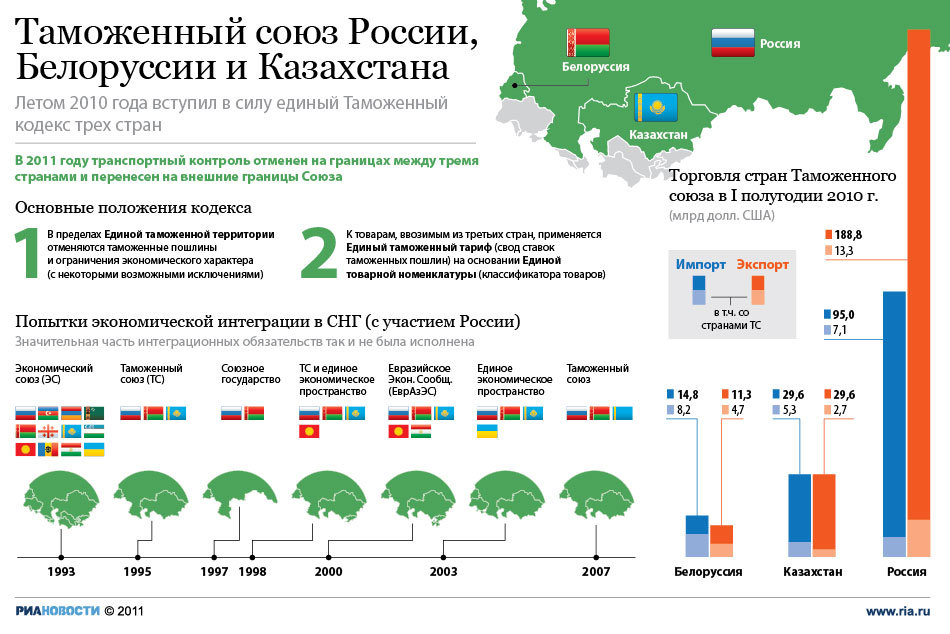 Таможенный союз России,
Белоруссии и Казахстана
Летом 2010 года вступил в силу единый Таможенный
кодекс трех стран
В 2011 году транспортный контроль отменен на границах между тремя
странами и перенесен на внешние границы Союза
Белоруссия
Россия
Казахстан
Основные положения кодекса
1
В пределах Единой таможенной территории
отменяются таможенные пошлины
и ограничения экономического характера
(с некоторыми возможными исключениями)
2
К товарам, ввозимым из третьих стран, применяется
Единый таможенный тариф (свод ставок
таможенных пошлин) на основании Единой
товарной номенклатуры (классификатора товаров)
Попытки экономической интеграции в СНГ (с участием России)
Значительная часть интеграционных обязательств так и не была исполнена
Экономический
союз (ЭС)
Таможенный
союз (ТС)
Союзное
государство
ТС и единое
экономическое
пространство
Евразийское
Экон. Сообщ.
(ЕврАзЭС)
Единое
экономическое
пространство
Таможенный
союз
1993
1995
1997
1998
2000
2003
2007
Торговля стран Таможенного
союза в I полугодии 2010 г.
(млрд долл. США)
Импорт Экспорт
в т.ч. со
странами ТС
188,8
13,3
95,0
7,1
14,8
8,2
11,3
4,7
29,6
5,3
29,6
2,7
Белоруссия
Казахстан
Россия
РИАНОВОСТИ © 2011
www.ria.ru